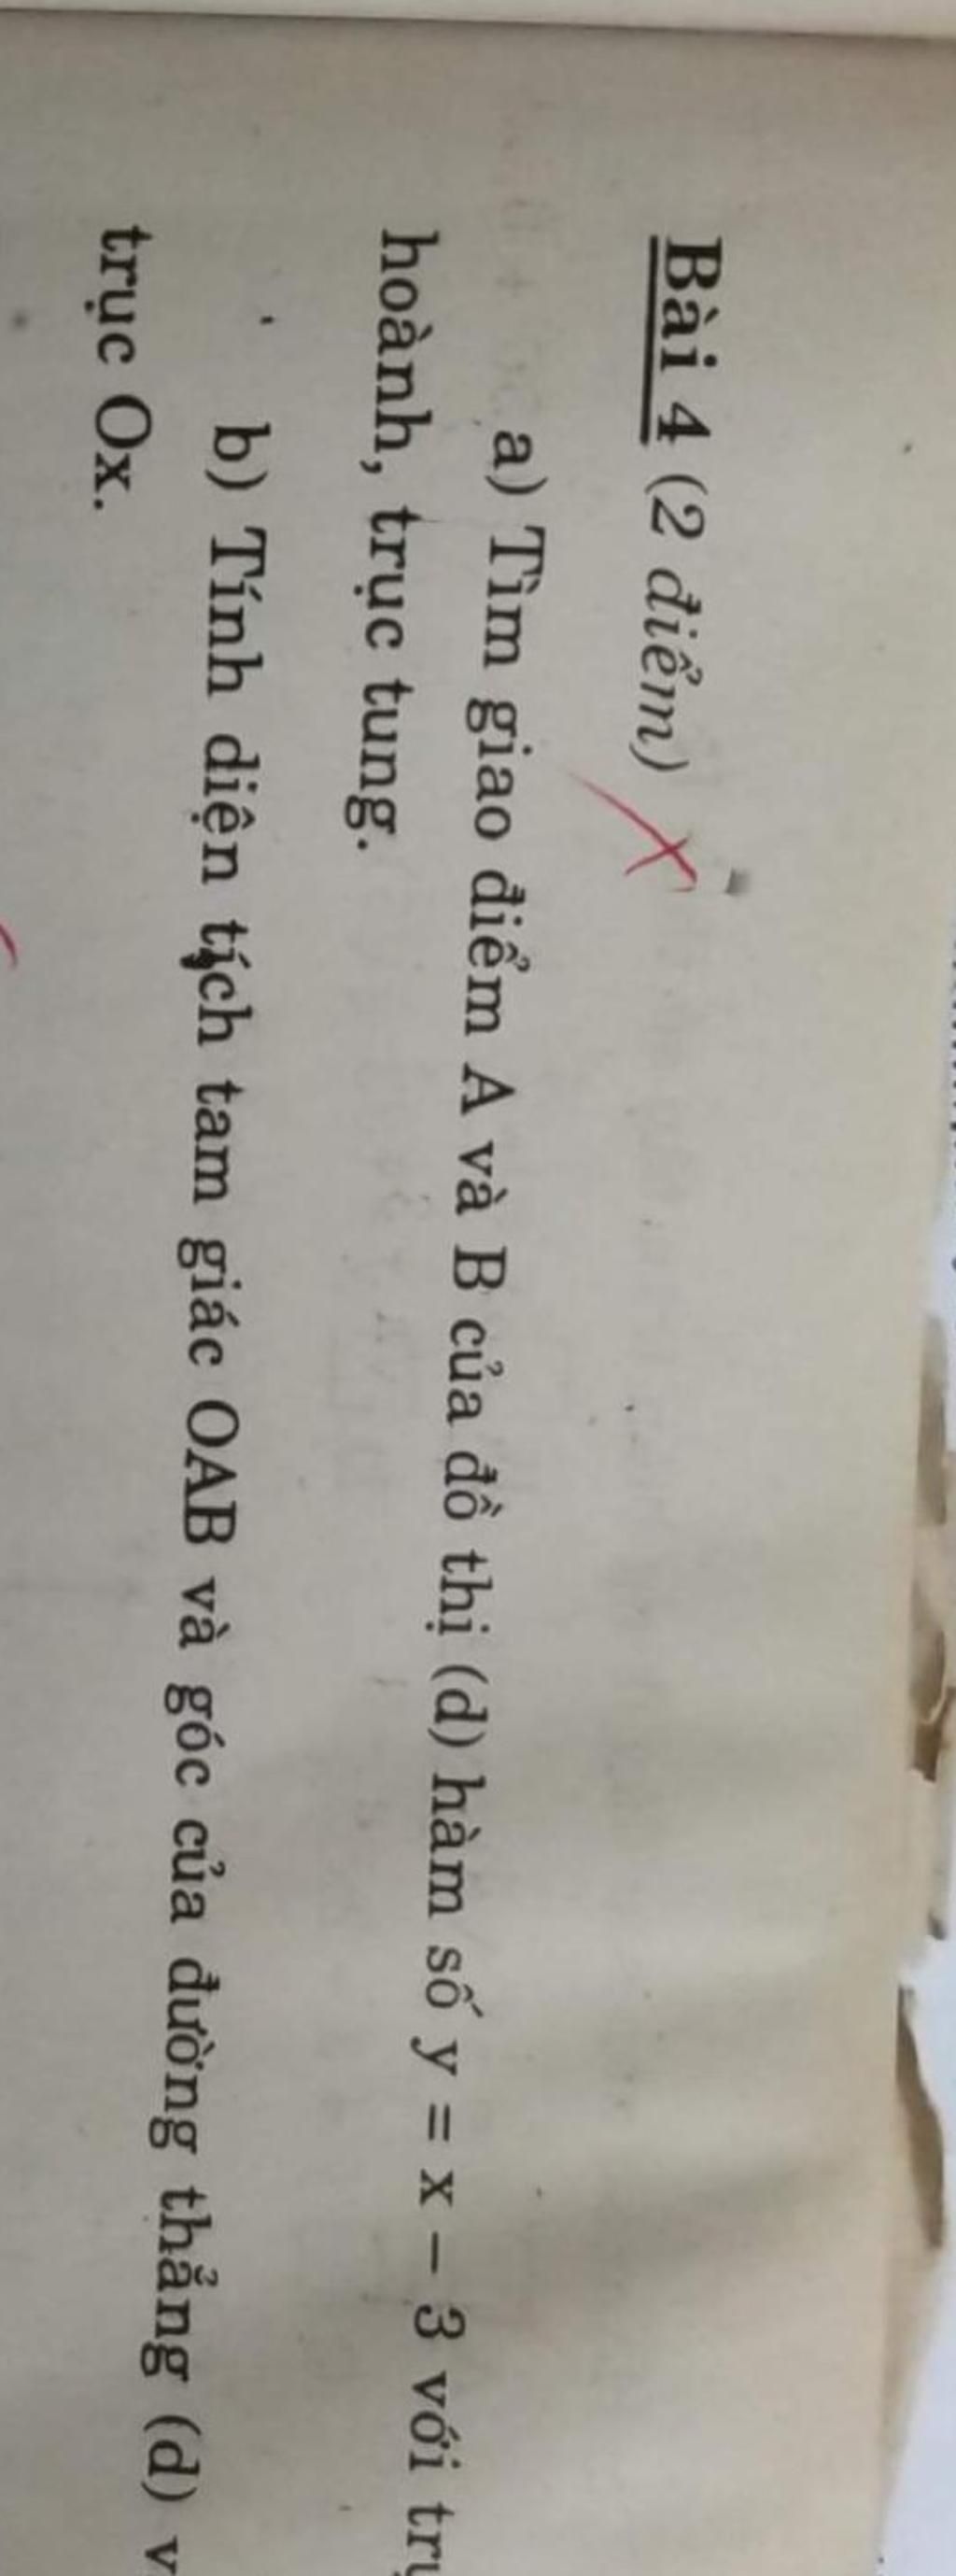 Bài 4 (2 điểm)
a) Tìm giao điểm A và B của đồ thị (d) hàm số y = x – 3 với
hoành, trục tung.
b) Tính diện tích tam giác OAB và góc của đường thẳng (d)
trục Ox.